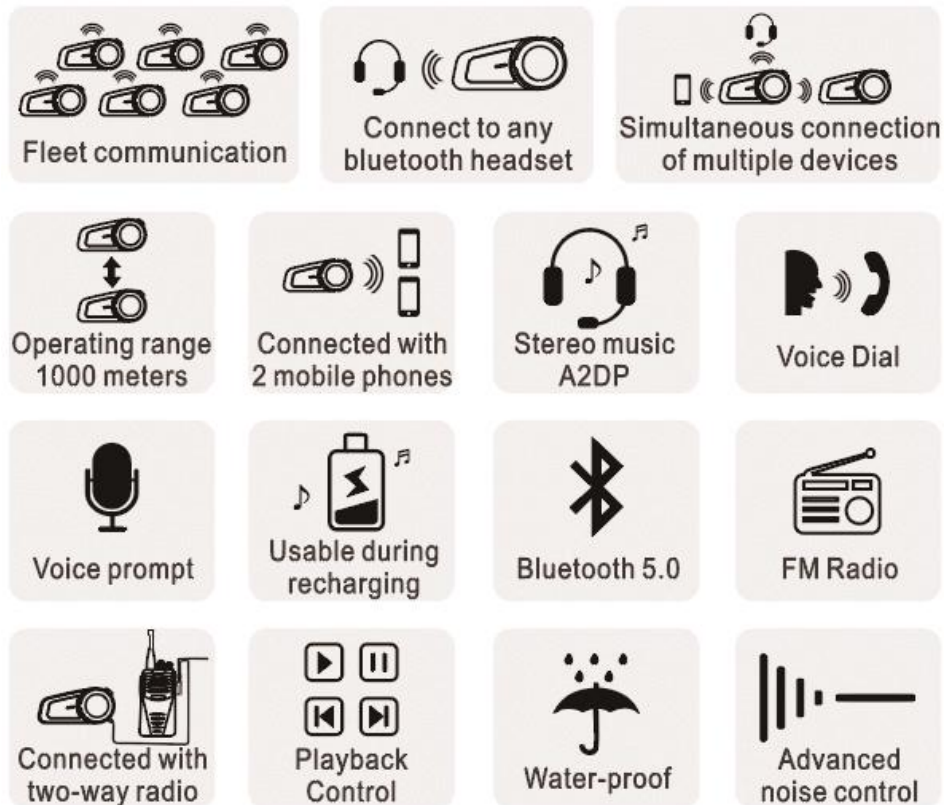 Fleet communication
Connect to any
bluetooth headset
Simultaneous connection
of multiple devices
Operating range
1000 meters
Connected with
2 mobile phones
Stereo music
A2DP
Voice Dial
Voice prompt
Usable during
recharging
Bluetooth 5.0
FM Radio
Connected with
two-way radio
Playback
Control
Water-proof
Advanced
noise control